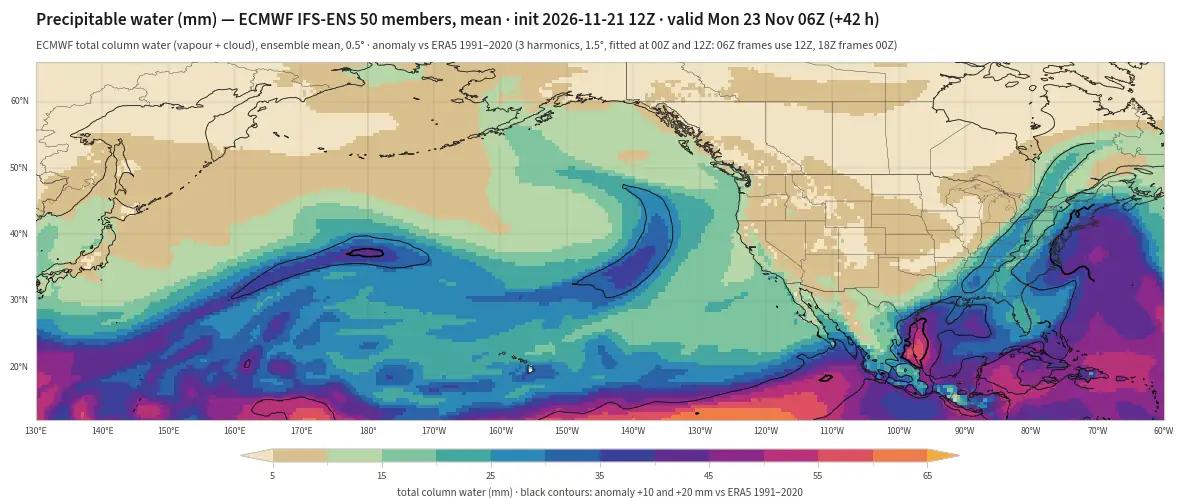 Precipitable water (mm) — ECMWF IFS-ENS 50 members, mean · init 2026-11-21 12Z · valid Mon 23 Nov 06Z (+42 h)
ECMWF total column water (vapour + cloud), ensemble mean, 0.5° · anomaly vs ERA5 1991–2020 (3 harmonics, 1.5°, fitted at 00Z and 12Z: 06Z frames use 12Z, 18Z frames 00Z)
60°N
50°N
40°N
30°N
20°N
130°E 140°E 150°E 160°E 170°E 180° 170°W 160°W 150°W 140°W 130°W 120°W 110°W 100°W 90°W 80°W 70°W 60°W
5 15 25 35 45 55 65
total column water (mm) · black contours: anomaly +10 and +20 mm vs ERA5 1991–2020